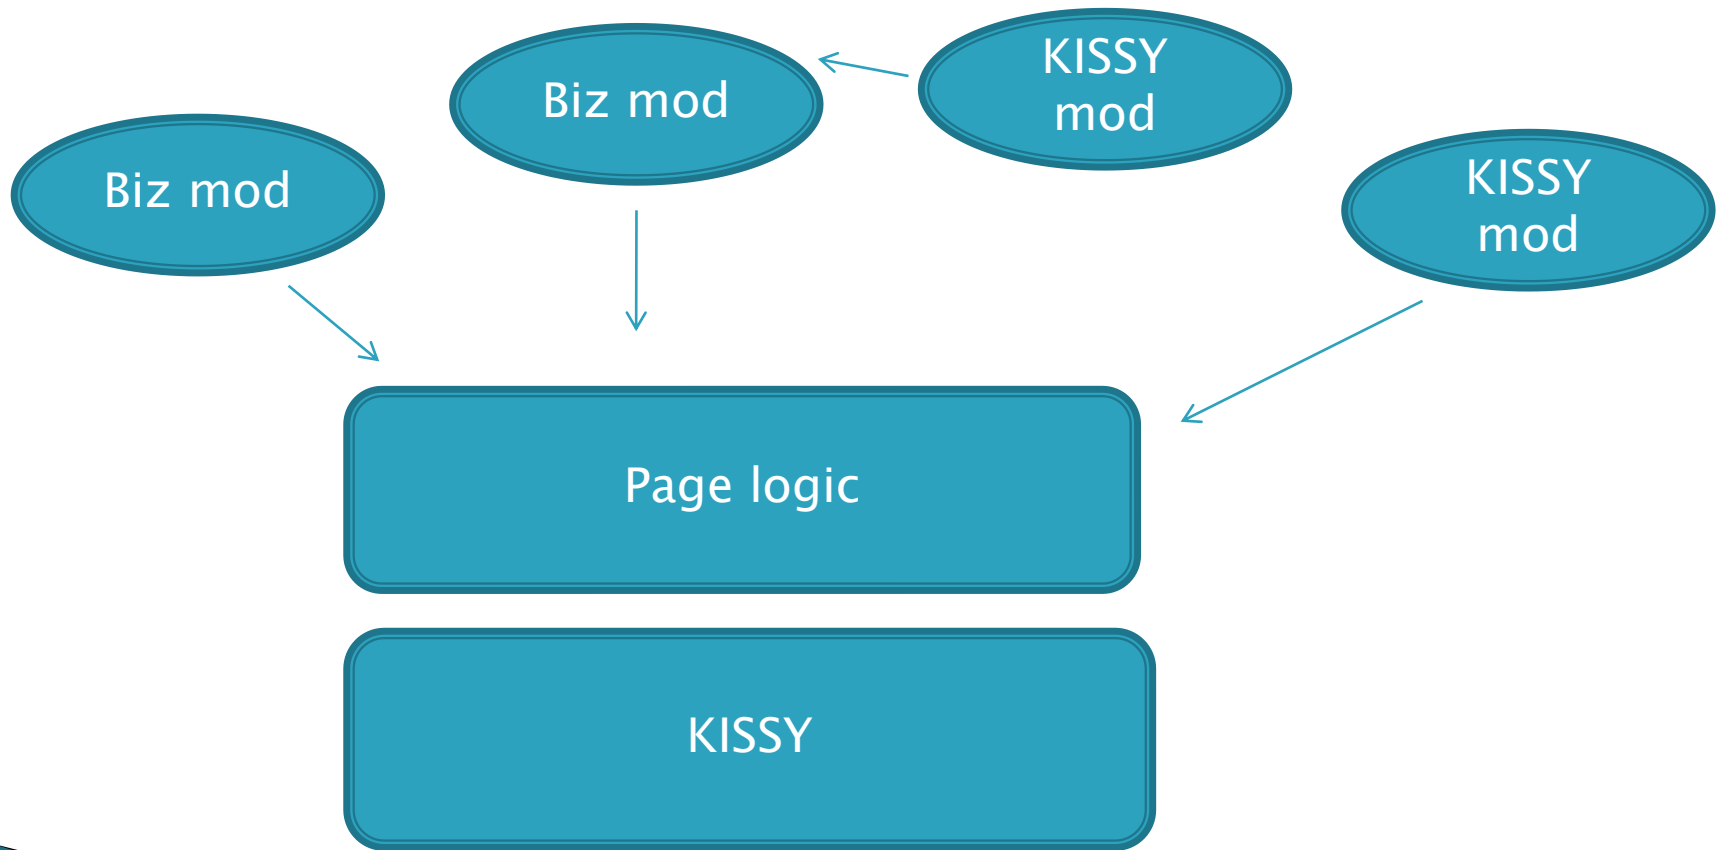 Biz mod
Biz mod
KISSY
mod
KISSY
mod
Page logic
KISSY